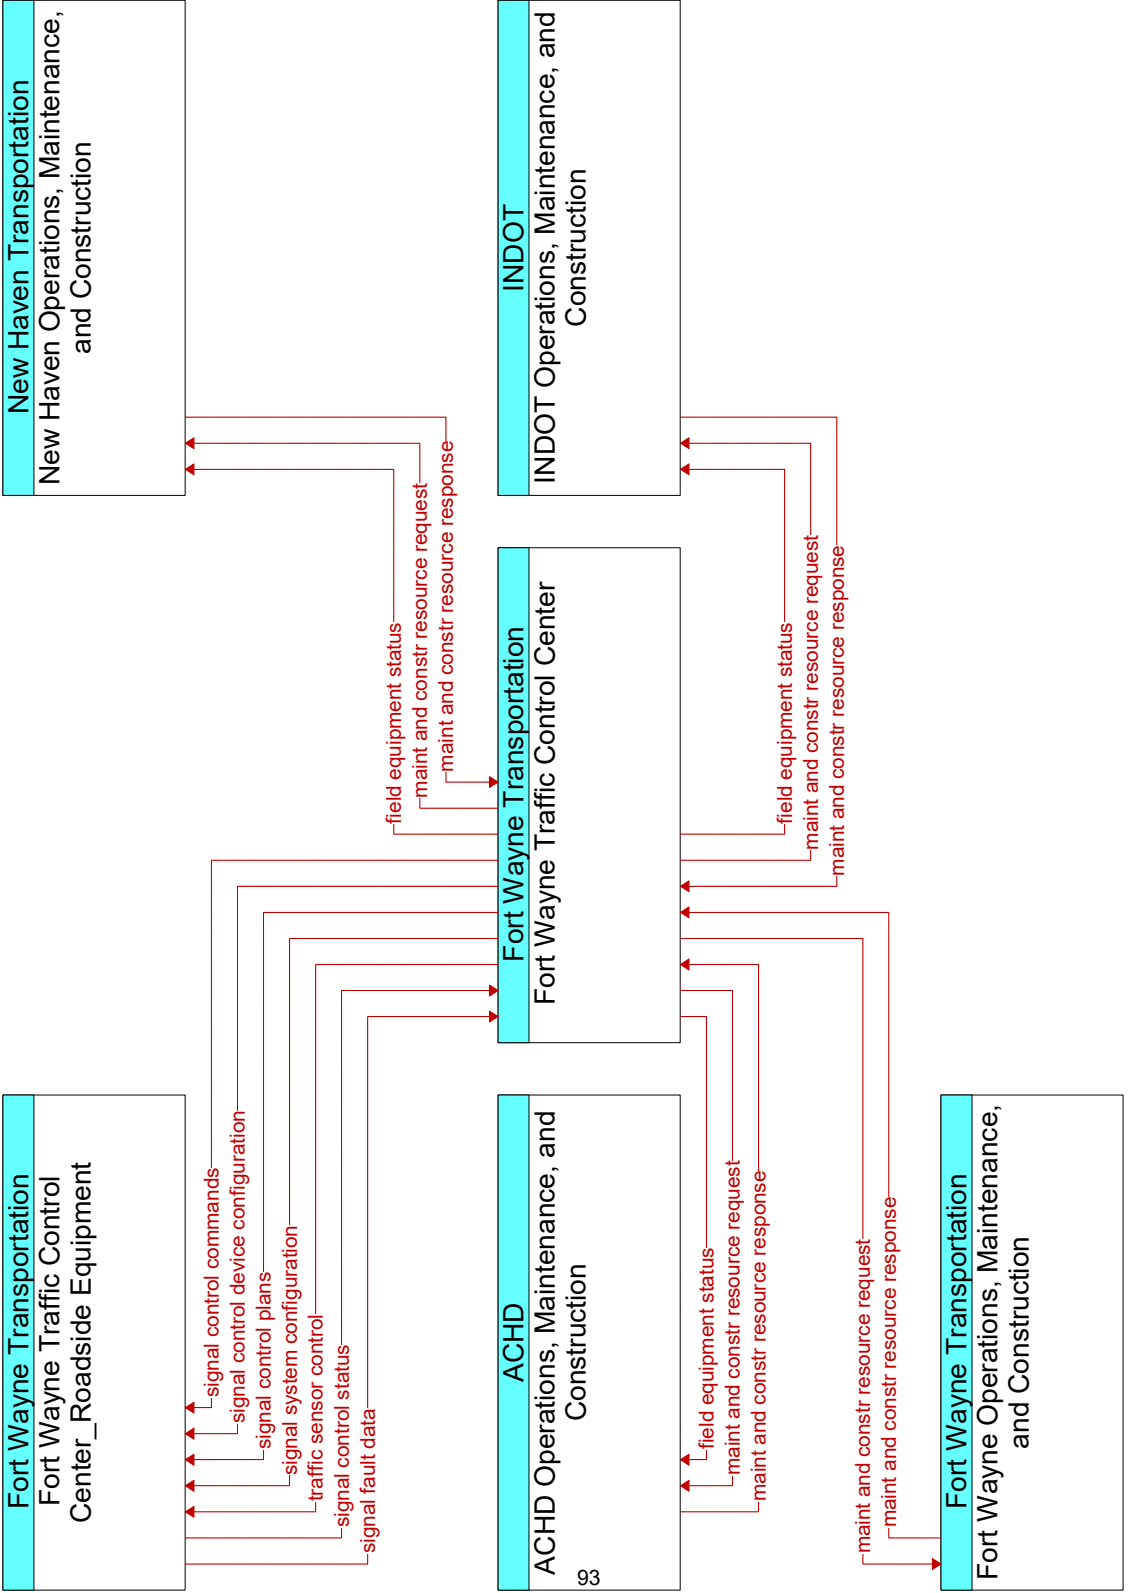 Fort Wayne Transportation
Fort Wayne Traffic Control
Center_Roadside Equipment
New Haven Transportation
New Haven Operations, Maintenance,
and Construction
signal control commands
signal control device configuration
signal control plans
signal system configuration
traffic sensor control
signal control status
signal fault data
field equipment status
maint and constr resource request
maint and constr resource response
ACHD
ACHD Operations, Maintenance, and
Construction
Fort Wayne Transportation
Fort Wayne Traffic Control Center
INDOT
INDOT Operations, Maintenance, and
Construction
field equipment status
maint and constr resource request
maint and constr resource response
field equipment status
maint and constr resource request
maint and constr resource response
maint and constr resource request
maint and constr resource response
Fort Wayne Transportation
Fort Wayne Operations, Maintenance,
and Construction
93